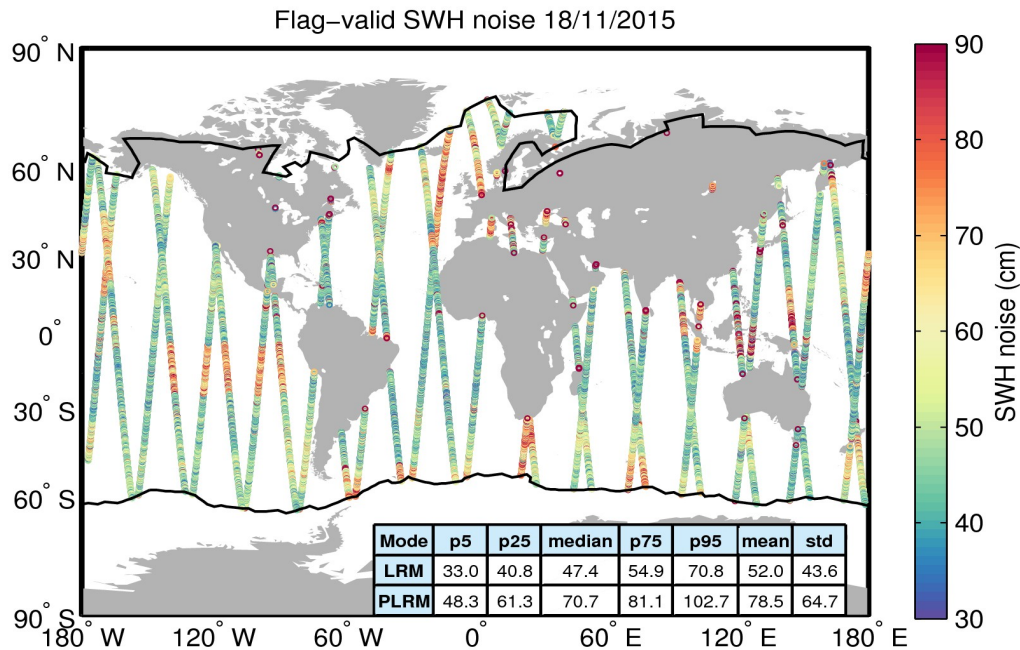 Flag−valid SWH noise 18/11/2015
90° N
60° N
30° N
0°
30° S
60° S
90° S
180° W
120° W
60° W
0°
60° E
120° E
180° E
90
80
70
60
50
40
30
SWH noise (cm)
Mode p5 p25 median p75 p95 mean std
LRM 33.0 40.8 47.4 54.9 70.8 52.0 43.6
PLRM 48.3 61.3 70.7 81.1 102.7 78.5 64.7